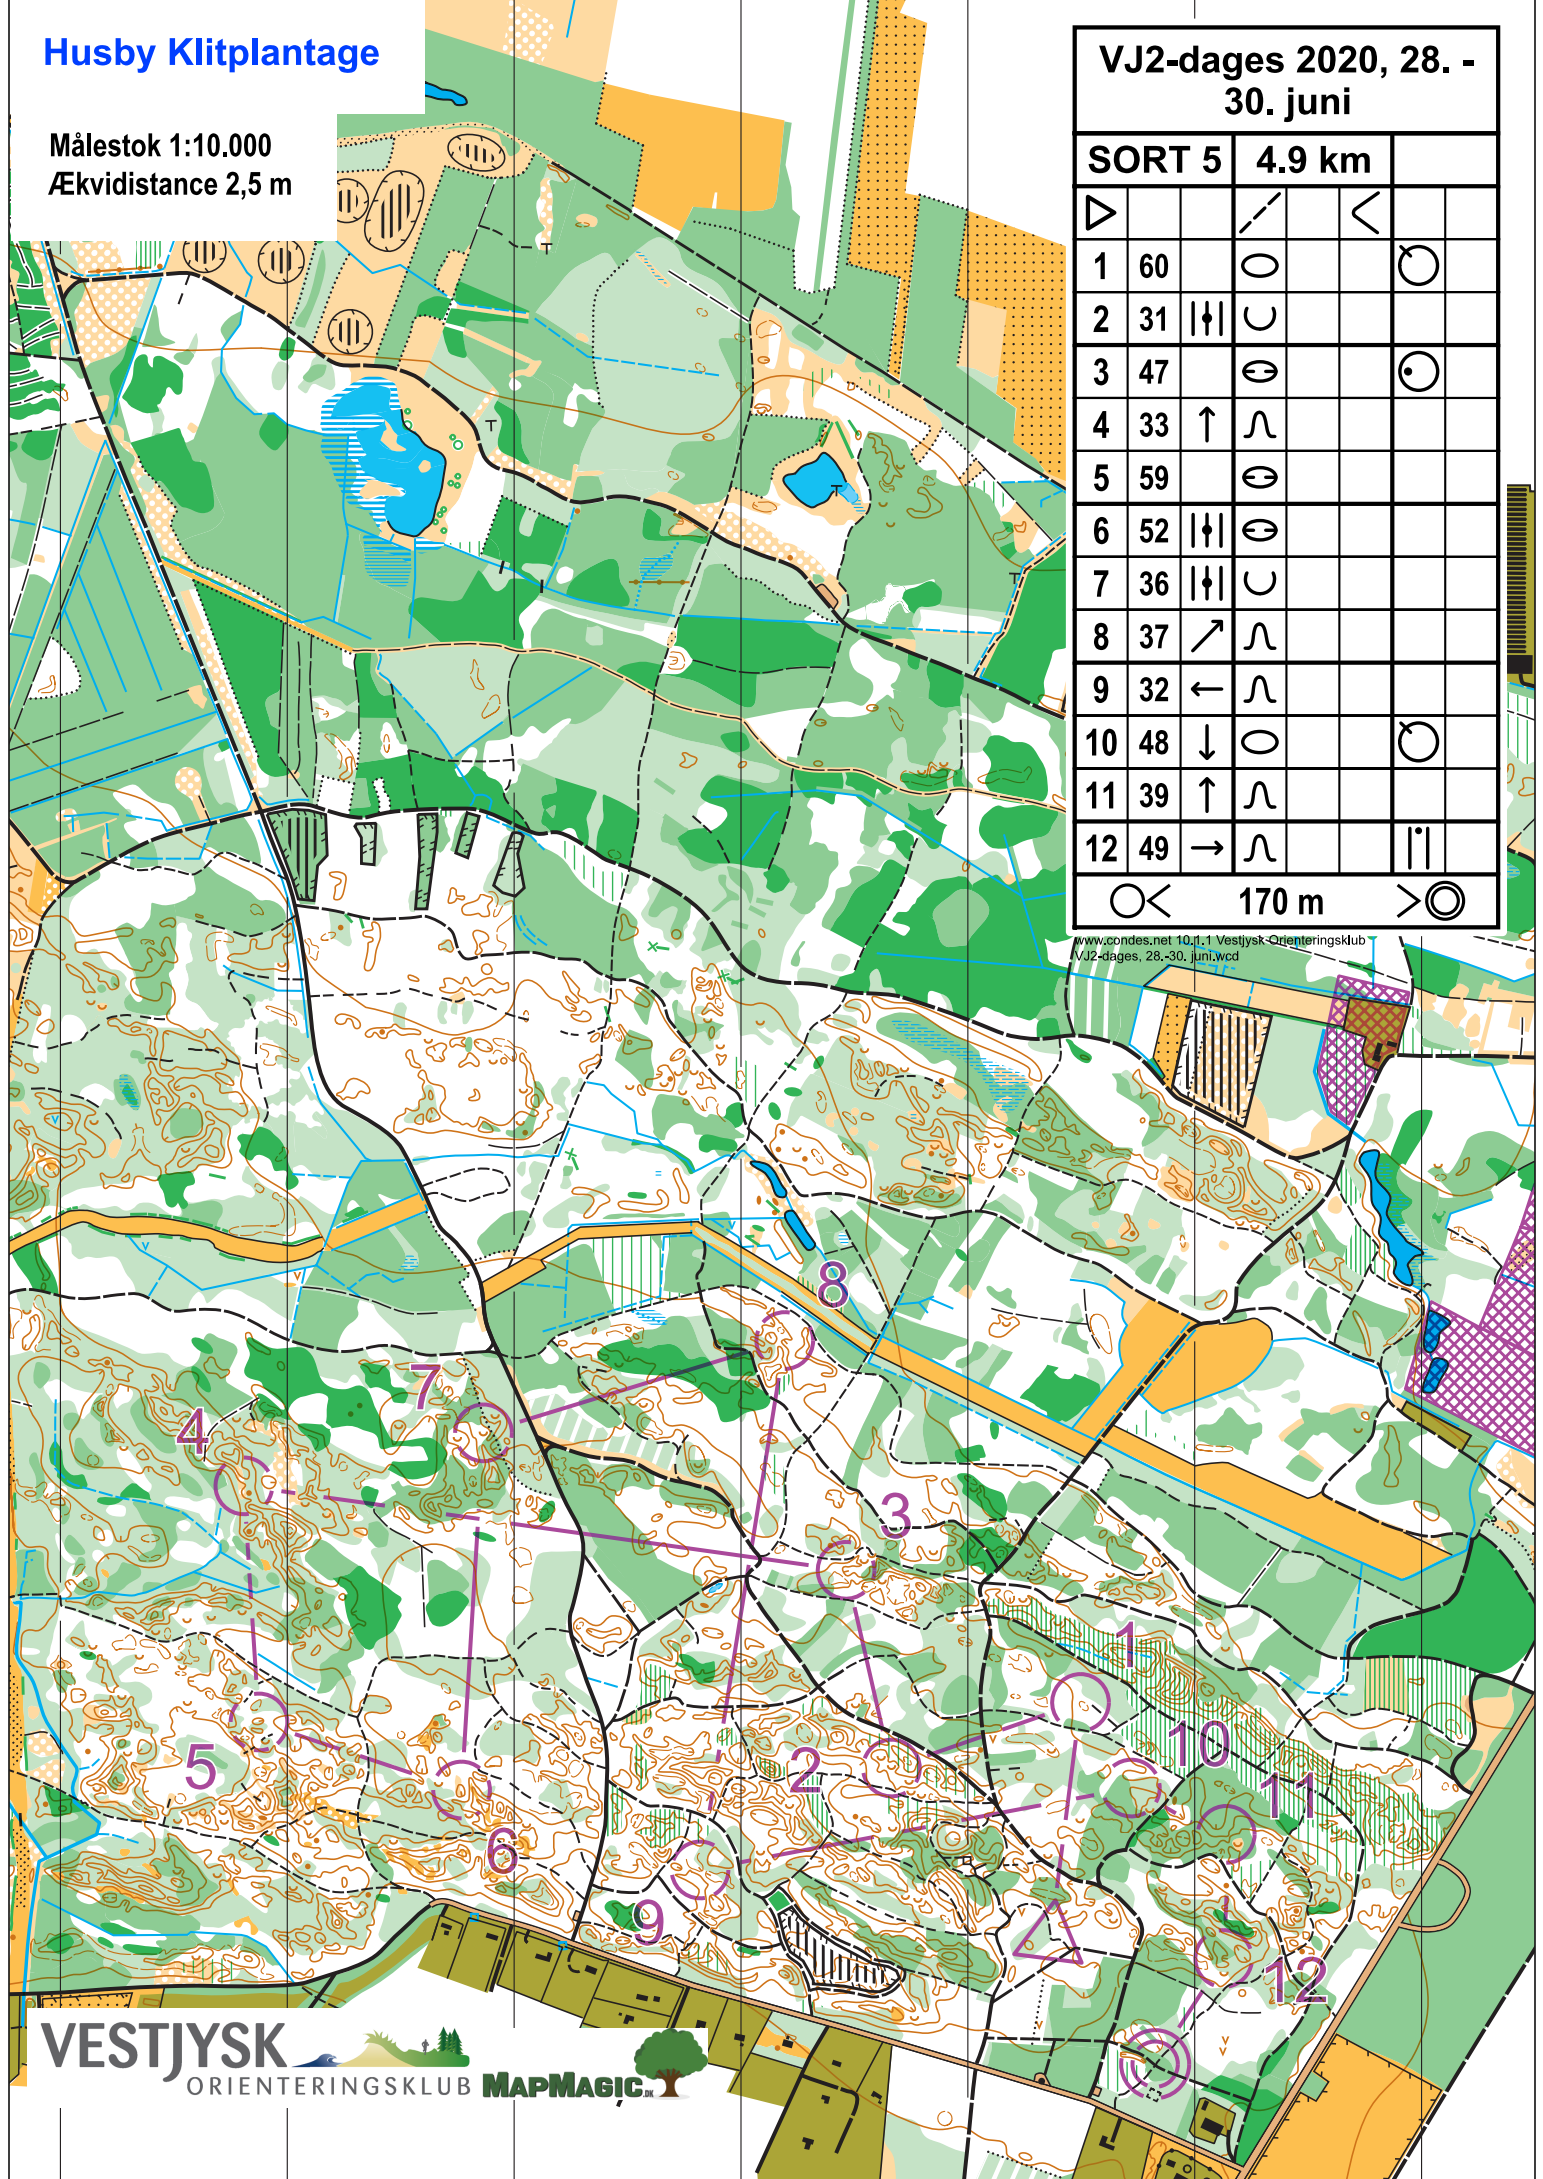 Husby Klitplantage
Målestok 1:10.000
Ækvidistance 2,5 m
VJ2-dages 2020, 28. -
30. juni
SORT 5 4.9 km
1 60
2 31
3 47
4 33
5 59
6 52
7 36
8 37
9 32
10 48
11 39
12 49
170 m
www.condes.net 10.1.1 Vestjysk Orienteringsklub
VJ2-dages, 28.-30. juni.wcd
8
7
4
3
1
10
2
11
5
6
9
12
VESTJYSK
ORIENTERINGSKLUB
MAPMAGIC.DK